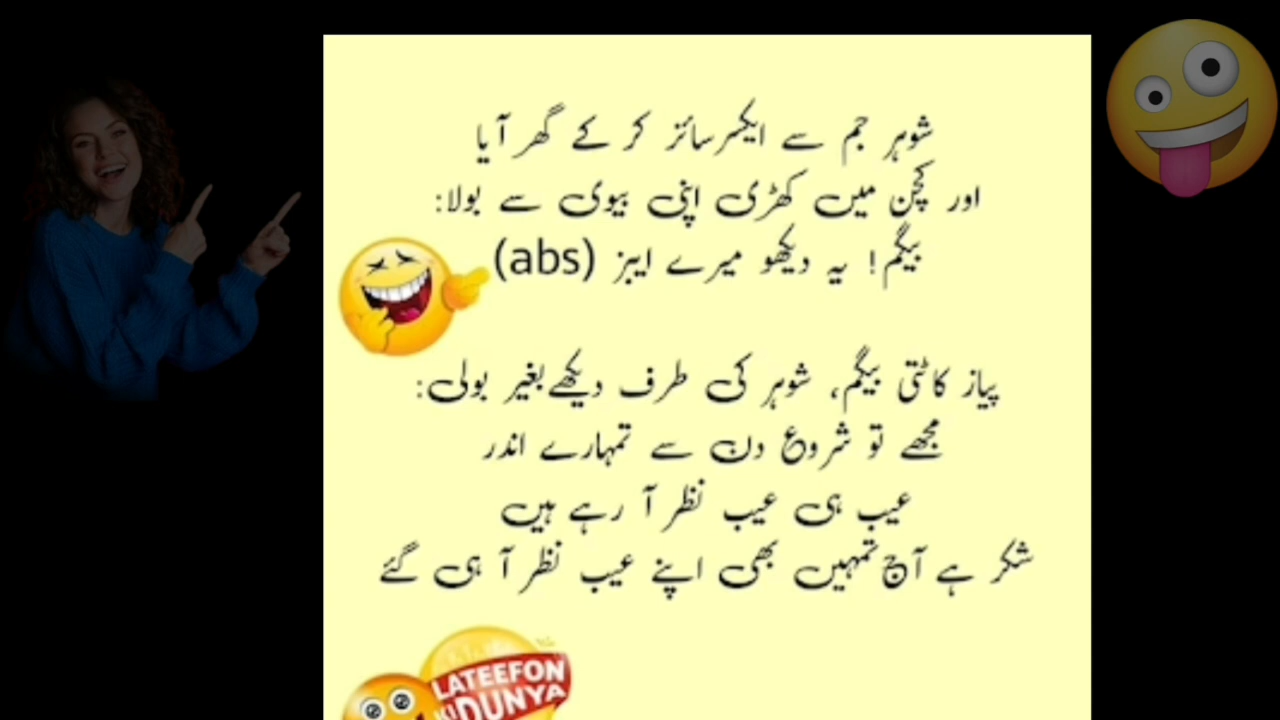 شوہر جم سے ایکسرسائز کر کے گھر آیا
اور کچن میں کھڑی اپنی بیوی سے بولا:
بیگم! یہ دیکھو میرے ایبز (abs)
پیاز کاٹتی بیگم، شوہر کی طرف دیکھے بغیر بولی:
مجھے تو شروع دن سے تمہارے اندر
عیب ہی عیب نظر آ رہے ہیں
شکر ہے آج تمہیں بھی اپنے عیب نظر آ ہی گئے
LATEEFON
KI DUNYA